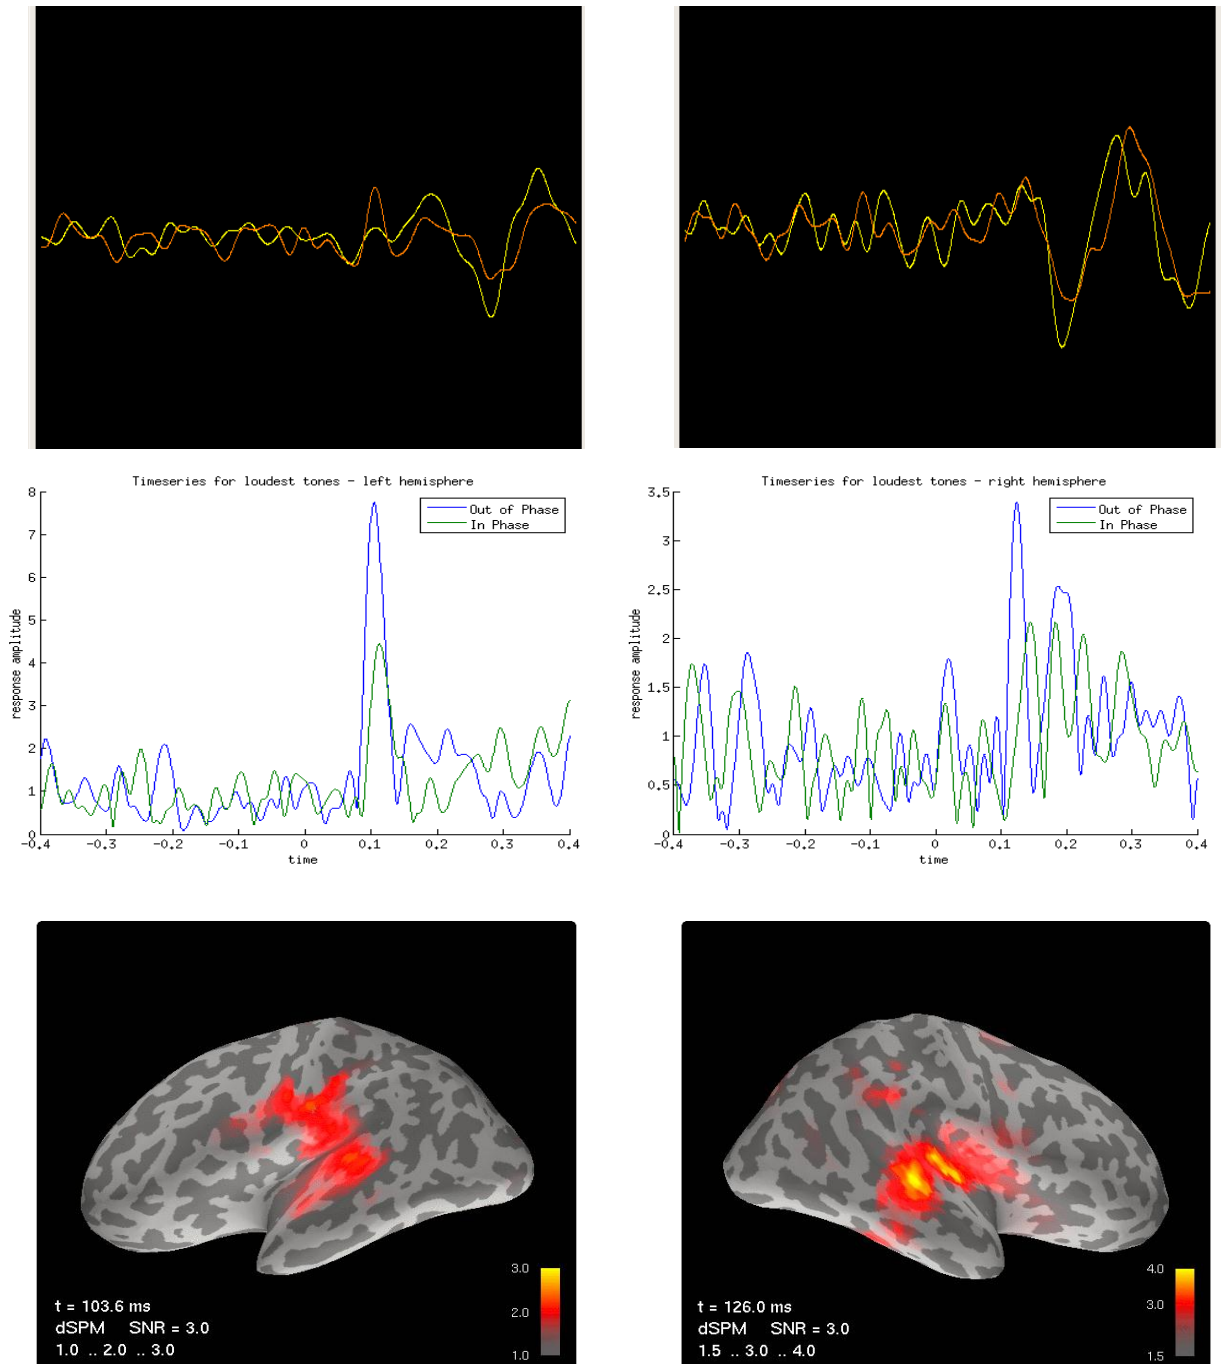 Timeseries for loudest tones - left hemisphere
8
7
6
5
4
3
2
1
0
response amplitude
Out of Phase
In Phase
-0.4 -0.3 -0.2 -0.1 0 0.1 0.2 0.3 0.4
time
Timeseries for loudest tones - right hemisphere
3.5
3
2.5
2
1.5
1
0.5
0
response amplitude
Out of Phase
In Phase
-0.4 -0.3 -0.2 -0.1 0 0.1 0.2 0.3 0.4
time
3.0
2.0
1.0
t = 103.6 ms
dSPM SNR = 3.0
1.0 .. 2.0 .. 3.0
4.0
3.0
1.5
t = 126.0 ms
dSPM SNR = 3.0
1.5 .. 3.0 .. 4.0